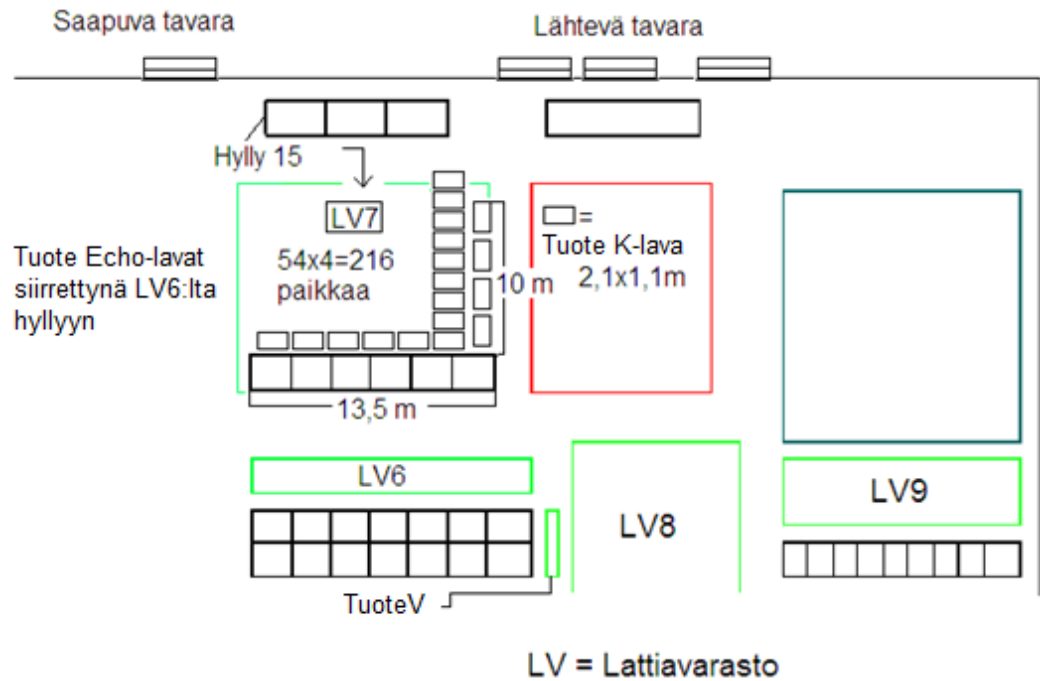 Saapuva tavara
Lähtevä tavara
Hylly 15
LV7
54x4=216
paikkaa
=
Tuote K-lava
2,1x1,1m
10 m
Tuote Echo-lavat
siirrettynä LV6:lta
hyllyyn
13,5 m
LV6
LV8
LV9
TuoteV
LV = Lattiavarasto